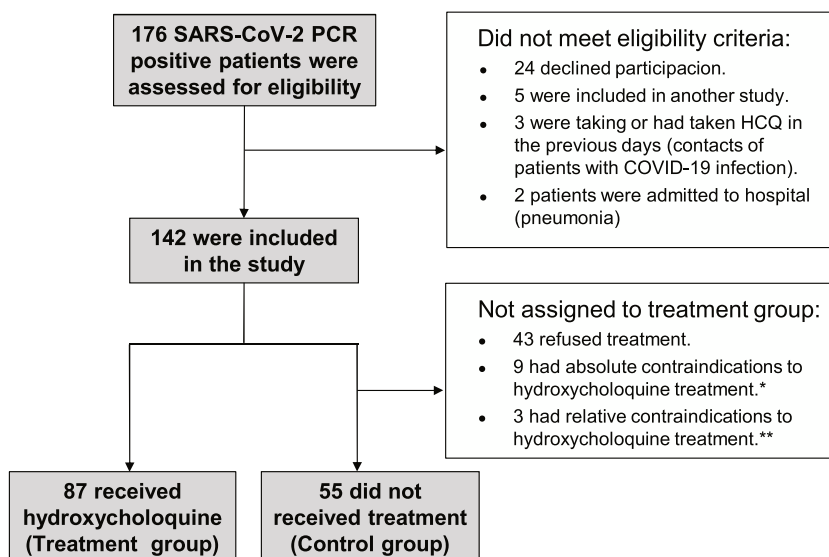 176 SARS-CoV-2 PCR
positive patients were
assessed for eligibility
Did not meet eligibility criteria:
• 24 declined participacion.
• 5 were included in another study.
• 3 were taking or had taken HCQ in
the previous days (contacts of
patients with COVID-19 infection).
• 2 patients were admitted to hospital
(pneumonia)
142 were included
in the study
Not assigned to treatment group:
• 43 refused treatment.
• 9 had absolute contraindications to
hydroxycholoquine treatment.*
• 3 had relative contraindications to
hydroxycholoquine treatment.**
87 received
hydroxycholoquine
(Treatment group)
55 did not
received treatment
(Control group)